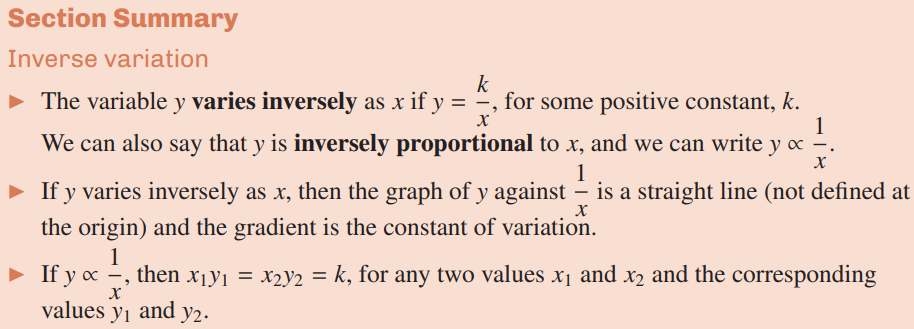 Section Summary
Inverse variation
▶ The variable y varies inversely as x if y = k/x, for some positive constant, k.
We can also say that y is inversely proportional to x, and we can write y ∝ 1/x.
▶ If y varies inversely as x, then the graph of y against 1/x is a straight line (not defined at
the origin) and the gradient is the constant of variation.
▶ If y ∝ 1/x, then x₁y₁ = x₂y₂ = k, for any two values x₁ and x₂ and the corresponding
values y₁ and y₂.